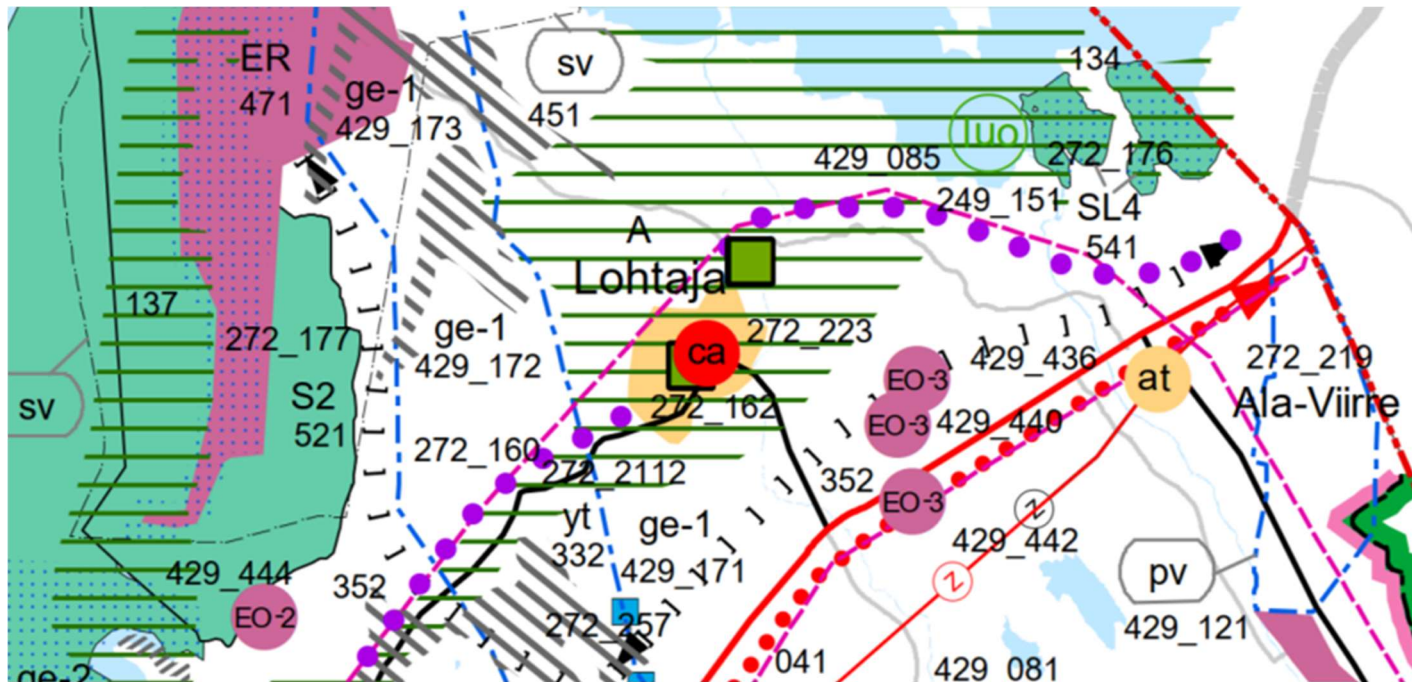 ER
471
ge-1
429_173
sv
451
134
luo
429_085
272_176
249_151
SL4
541
A
Lohtaja
137
272_177
ge-1
429_172
ca
272_223
EO-3
429_436
272_219
sv
S2
521
272_162
at
Ala-Viirre
EO-3
429_440
272_160
272_2112
352
EO-3
yt
332
ge-1
429_171
z
429_442
pv
429_444
352
z
EO-2
272_257
429_121
041
429_081
ge-2